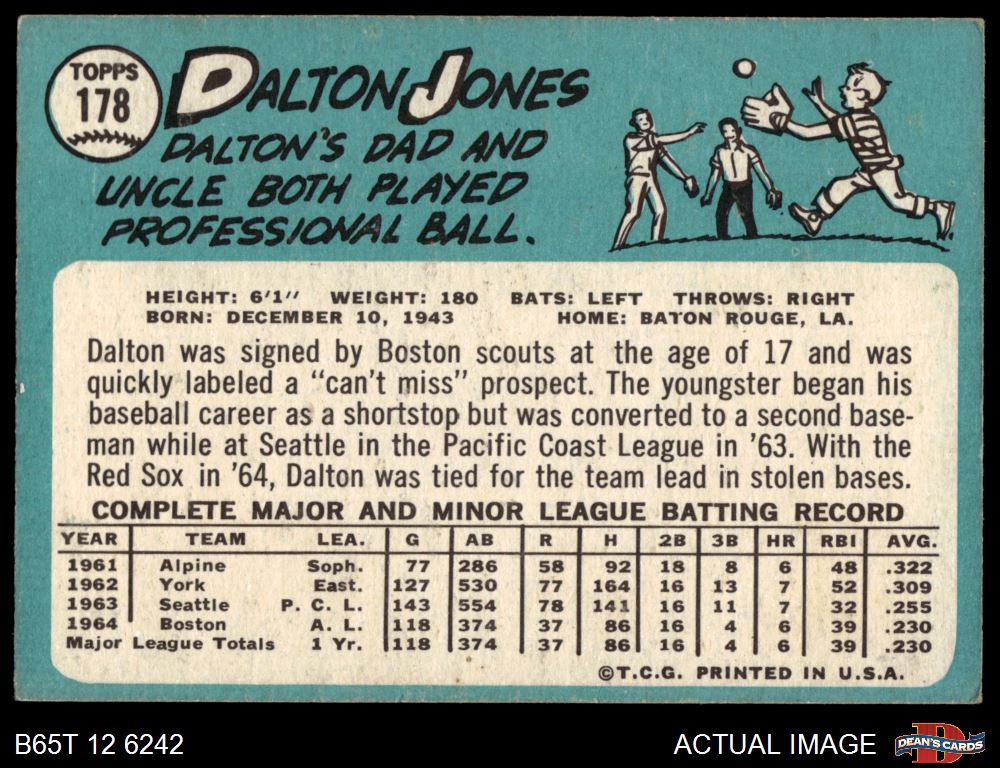 TOPPS
178
DALTON JONES
DALTON'S DAD AND
UNCLE BOTH PLAYED
PROFESSIONAL BALL.
HEIGHT: 6'1" WEIGHT: 180 BATS: LEFT THROWS: RIGHT
BORN: DECEMBER 10, 1943 HOME: BATON ROUGE, LA.
Dalton was signed by Boston scouts at the age of 17 and was
quickly labeled a "can't miss" prospect. The youngster began his
baseball career as a shortstop but was converted to a second base-
man while at Seattle in the Pacific Coast League in '63. With the
Red Sox in '64, Dalton was tied for the team lead in stolen bases.
COMPLETE MAJOR AND MINOR LEAGUE BATTING RECORD
YEAR TEAM LEA. G AB R H 2B 3B HR RBI AVG.
1961 Alpine Soph. 77 286 58 92 18 8 6 48 .322
1962 York East. 127 530 77 164 16 13 7 52 .309
1963 Seattle P. C. L. 143 554 78 141 16 11 7 32 .255
1964 Boston A. L. 118 374 37 86 16 4 6 39 .230
Major League Totals 1 Yr. 118 374 37 86 16 4 6 39 .230
©T.C.G. PRINTED IN U.S.A.
B65T 12 6242 ACTUAL IMAGE DEAN'S CARDS